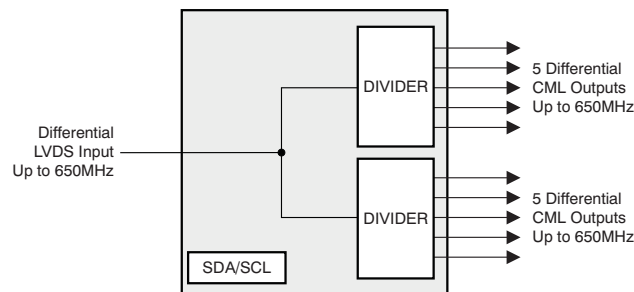 DIVIDER
5 Differential
CML Outputs
Up to 650MHz
Differential
LVDS Input
Up to 650MHz
DIVIDER
5 Differential
CML Outputs
Up to 650MHz
SDA/SCL